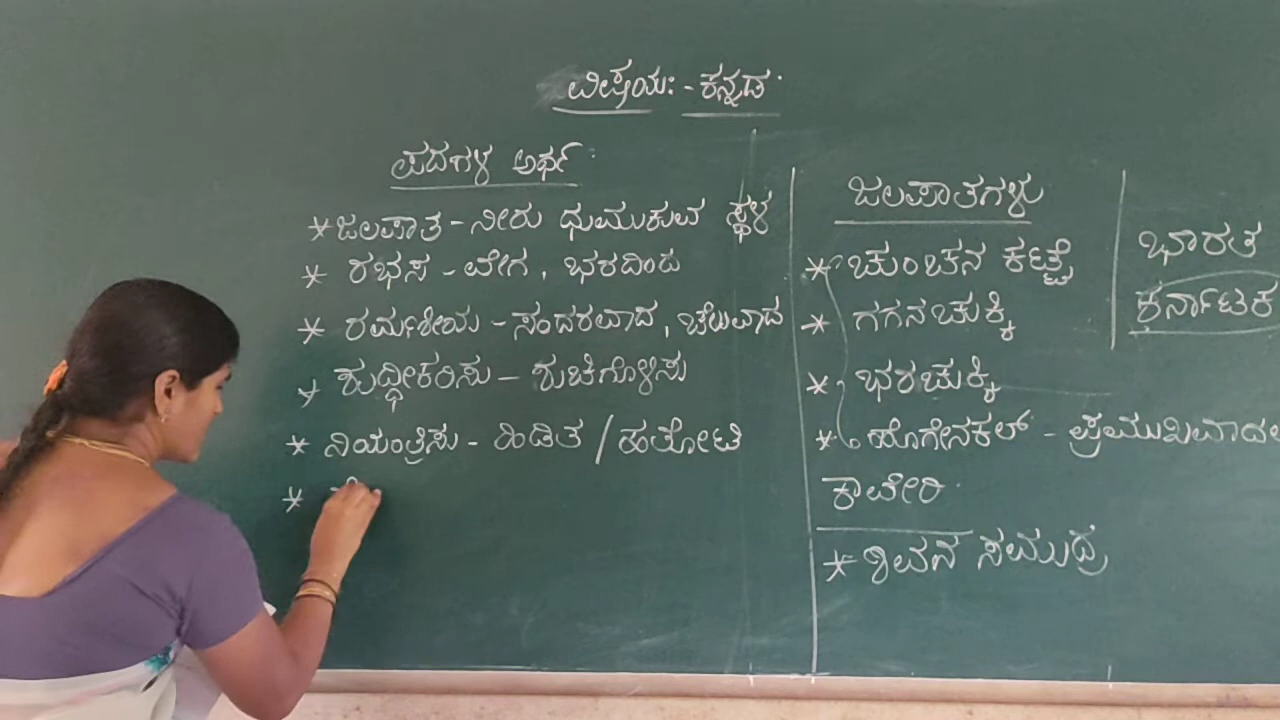 ವಿಷಯ: - ಕನ್ನಡ
ಪದಗಳ ಅರ್ಥ
* ಜಲಪಾತ - ನೀರು ಧುಮುಕುವ ಸ್ಥಳ
* ರಭಸ - ವೇಗ, ಭರದಿಂದ
* ರಮಣೀಯ - ಸುಂದರವಾದ, ಚೆಲುವಾದ
* ಶುದ್ಧೀಕರಿಸು - ಶುಚಿಗೊಳಿಸು
* ನಿಯಂತ್ರಿಸು - ಹಿಡಿತ / ಹತೋಟಿ
*
ಜಲಪಾತಗಳು
* ಚುಂಚನ ಕಟ್ಟೆ
* ಗಗನಚುಕ್ಕಿ
* ಭರಚುಕ್ಕಿ
* ಹೊಗೇನಕಲ್ - ಪ್ರಮುಖವಾದ
ಕಾವೇರಿ
* ಶಿವನ ಸಮುದ್ರ
ಭಾರತ
ಕರ್ನಾಟಕ